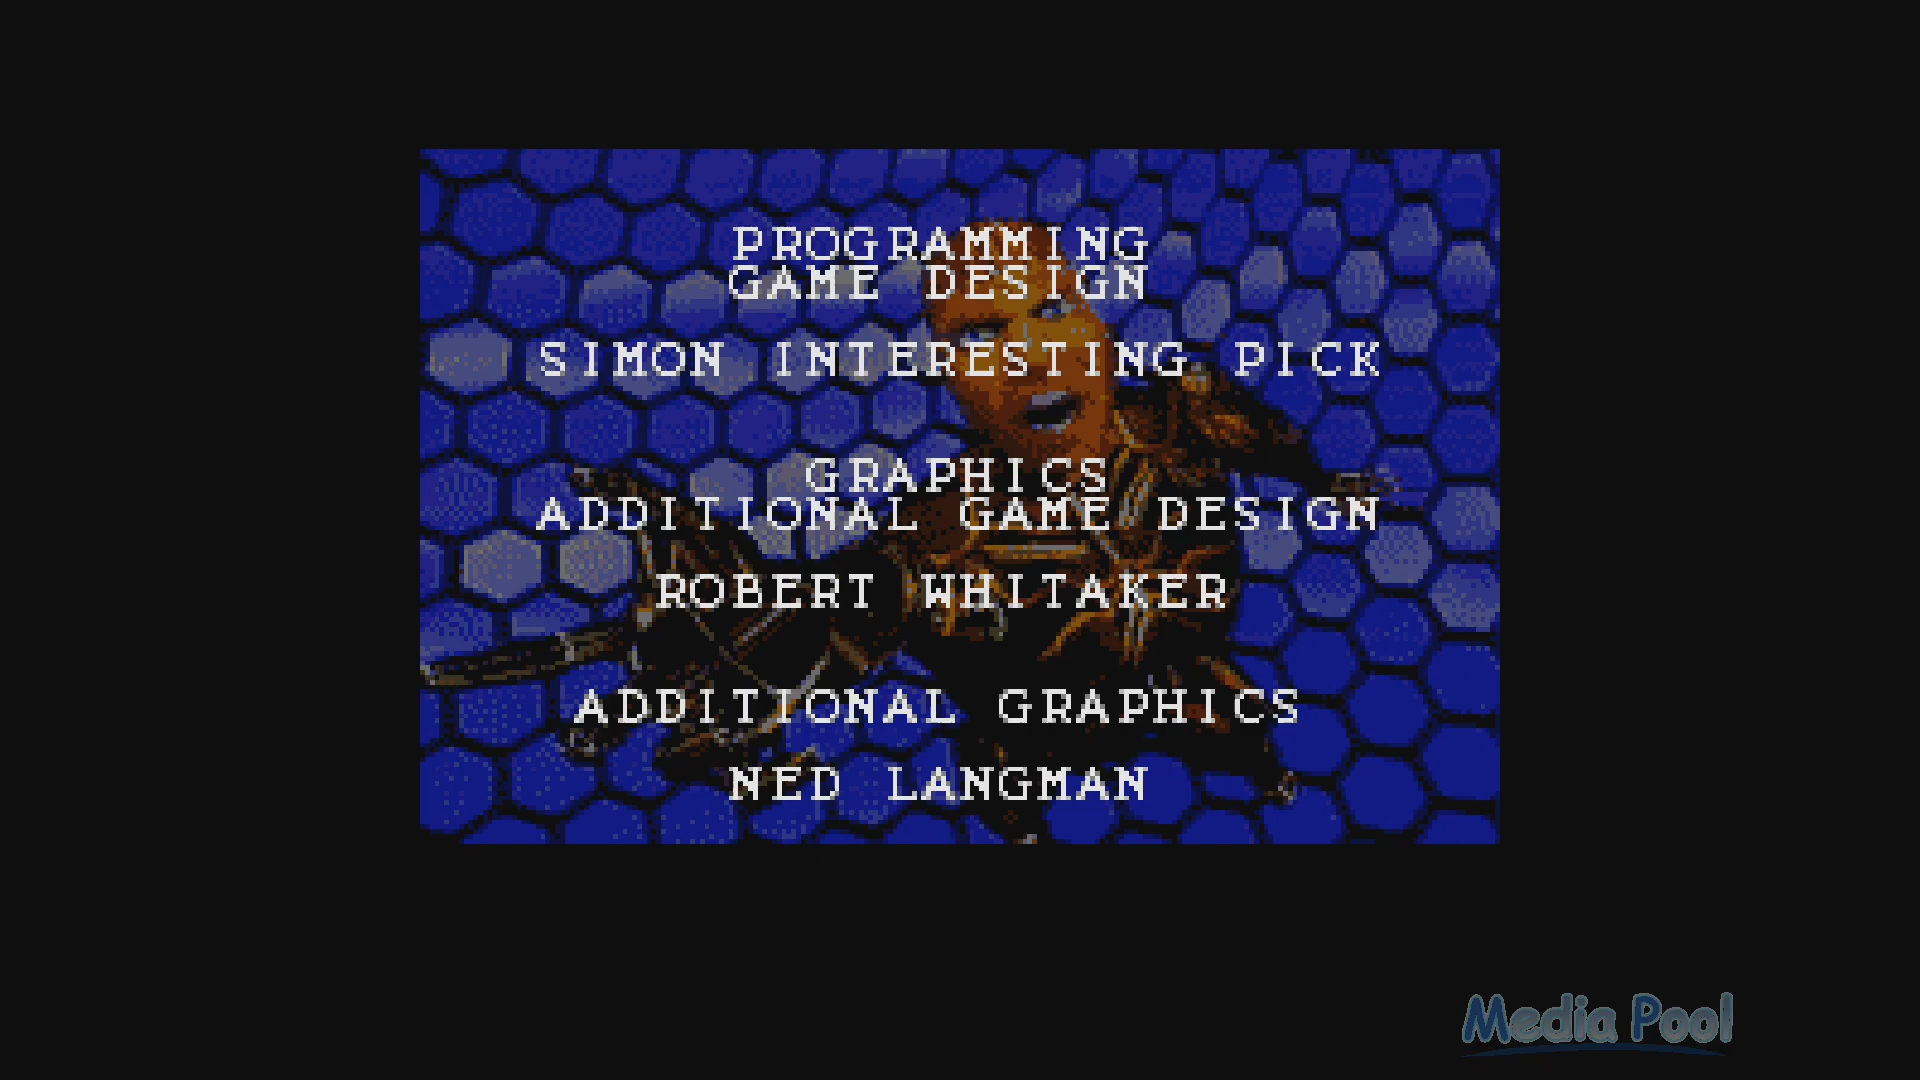 PROGRAMMING
GAME DESIGN
SIMON INTERESTING PICK
GRAPHICS
ADDITIONAL GAME DESIGN
ROBERT WHITAKER
ADDITIONAL GRAPHICS
NED LANGMAN
Media Pool